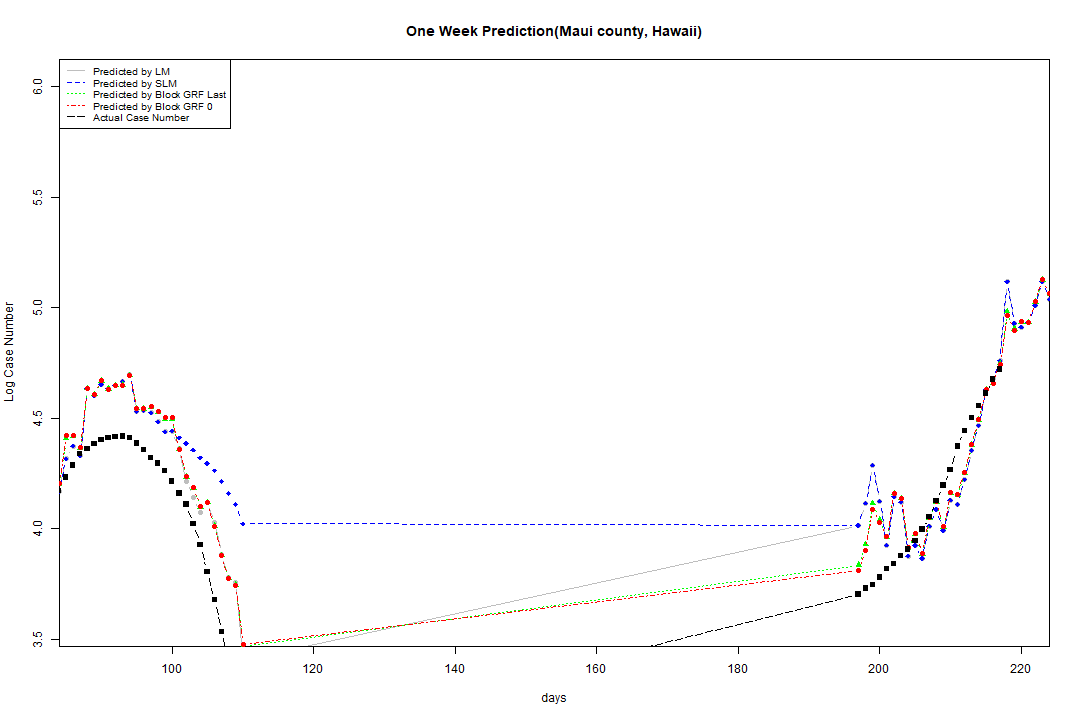 One Week Prediction(Maui county, Hawaii)
Predicted by LM
Predicted by SLM
Predicted by Block GRF Last
Predicted by Block GRF 0
Actual Case Number
6.0
5.5
5.0
4.5
4.0
3.5
Log Case Number
100 120 140 160 180 200 220
days